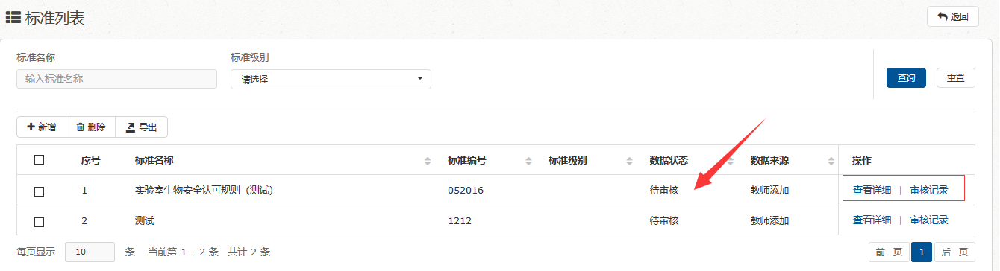 标准列表 返回
标准名称 标准级别
输入标准名称 请选择 查询 重置
新增 删除 导出
序号 标准名称 标准编号 标准级别 数据状态 数据来源 操作
1 实验室生物安全认可规则（测试） 052016 待审核 教师添加 查看详细 | 审核记录
2 测试 1212 待审核 教师添加 查看详细 | 审核记录
每页显示 10 条 当前第 1 - 2 条 共计 2 条 前一页 1 后一页